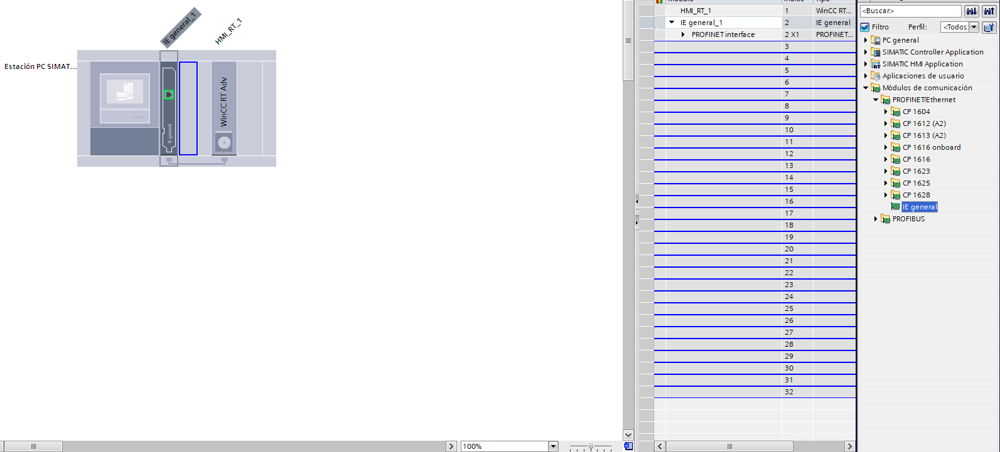 IE general_1
HMI_RT_1
Estación PC SIMAT...
IE general
WinCC RT Adv
100%
HMI_RT_1 1 WinCC RT...
IE general_1 2 IE general
PROFINET interface 2 X1 PROFINET...
3
4
5
6
7
8
9
10
11
12
13
14
15
16
17
18
19
20
21
22
23
24
25
26
27
28
29
30
31
32
<Buscar>
Filtro Perfil: <Todos:
PC general
SIMATIC Controller Application
SIMATIC HMI Application
Aplicaciones de usuario
Módulos de comunicación
PROFINET/Ethernet
CP 1604
CP 1612 (A2)
CP 1613 (A2)
CP 1616 onboard
CP 1616
CP 1623
CP 1625
CP 1628
IE general
PROFIBUS